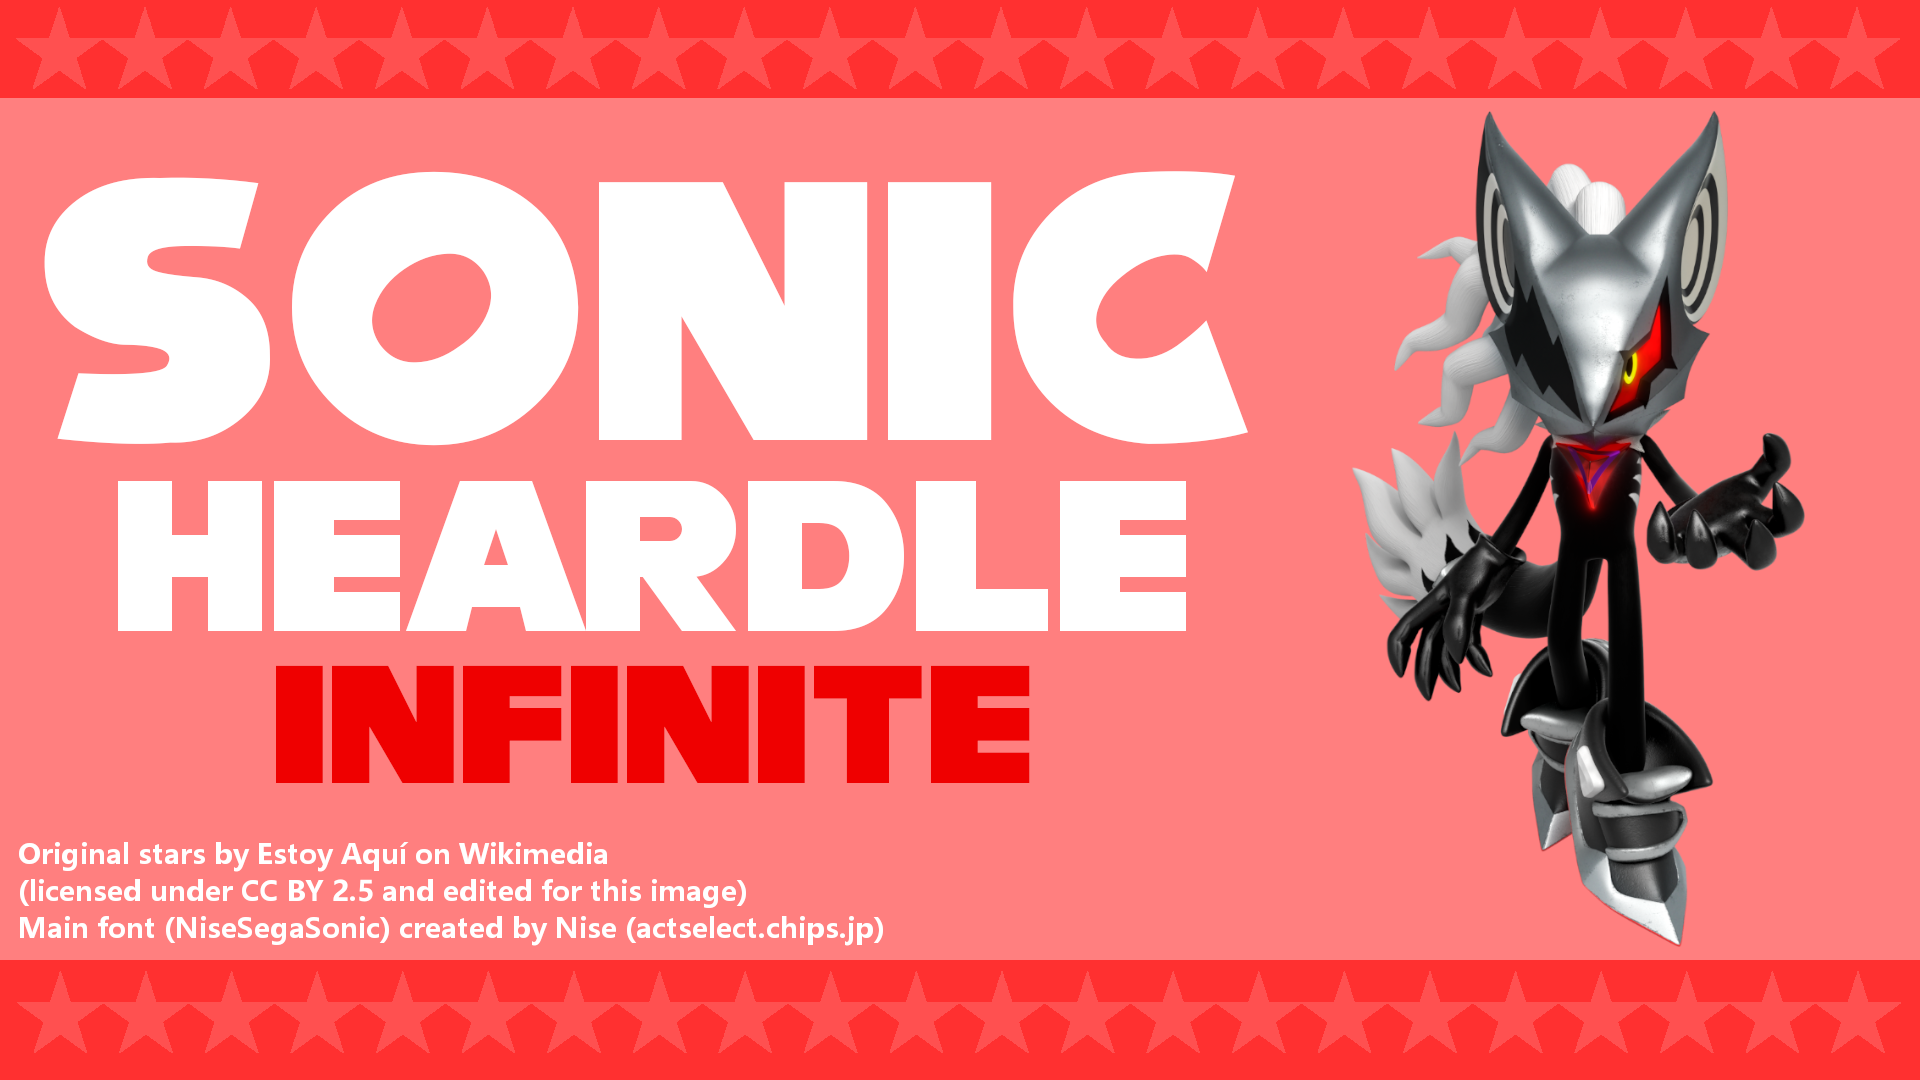 SONIC
HEARDLE
INFINITE
Original stars by Estoy Aquí on Wikimedia
(licensed under CC BY 2.5 and edited for this image)
Main font (NiseSegaSonic) created by Nise (actselect.chips.jp)